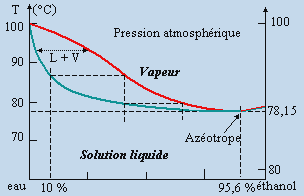 T (°C)
100 100
Pression atmosphérique
90 L + V Vapeur
80 78,15
Azéotrope
70
Solution liquide
80
eau 10 % 95,6 % éthanol